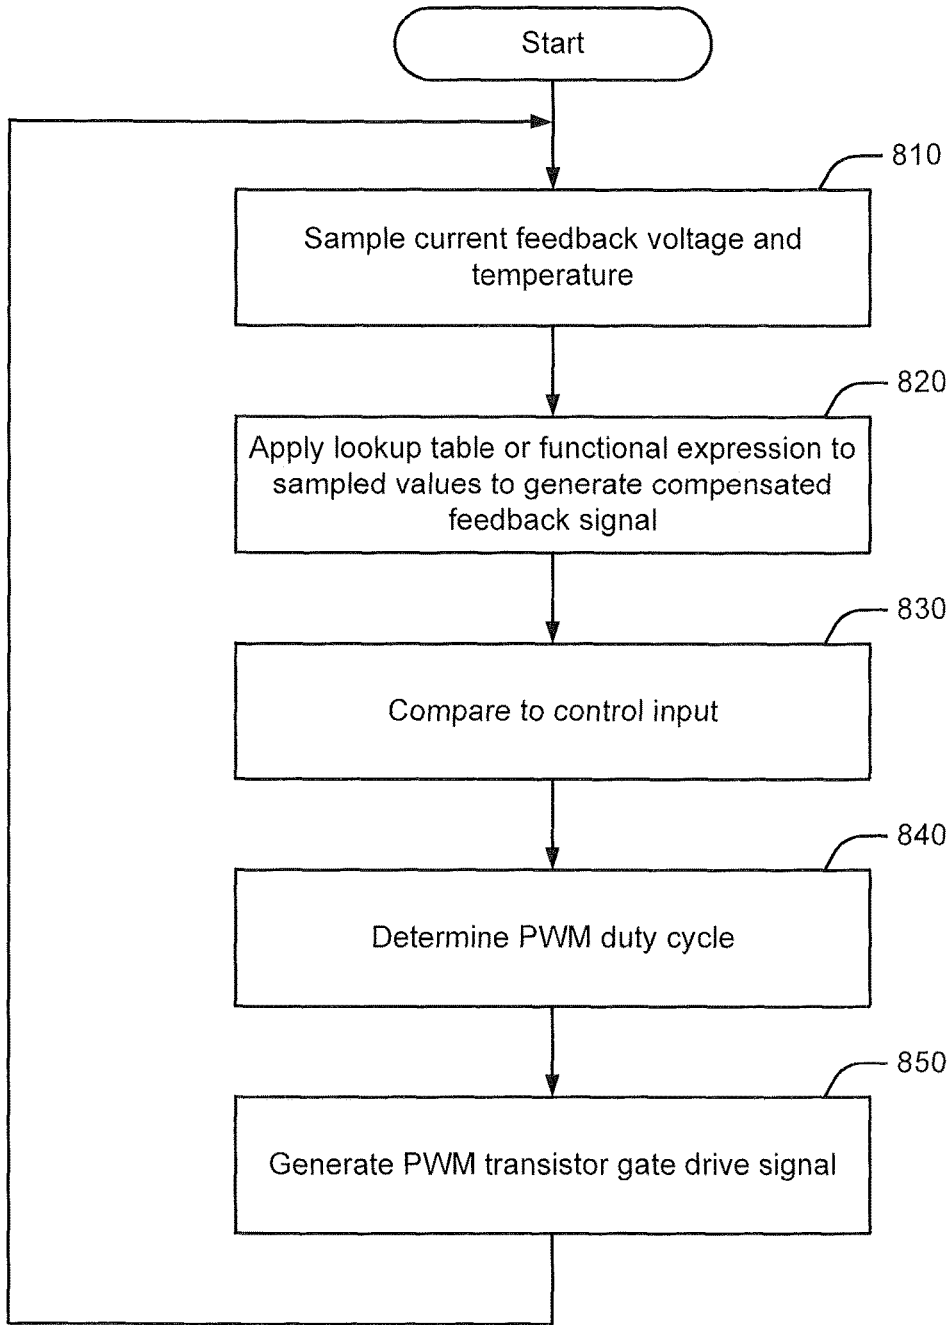 Start
810
Sample current feedback voltage and
temperature
820
Apply lookup table or functional expression to
sampled values to generate compensated
feedback signal
830
Compare to control input
840
Determine PWM duty cycle
850
Generate PWM transistor gate drive signal